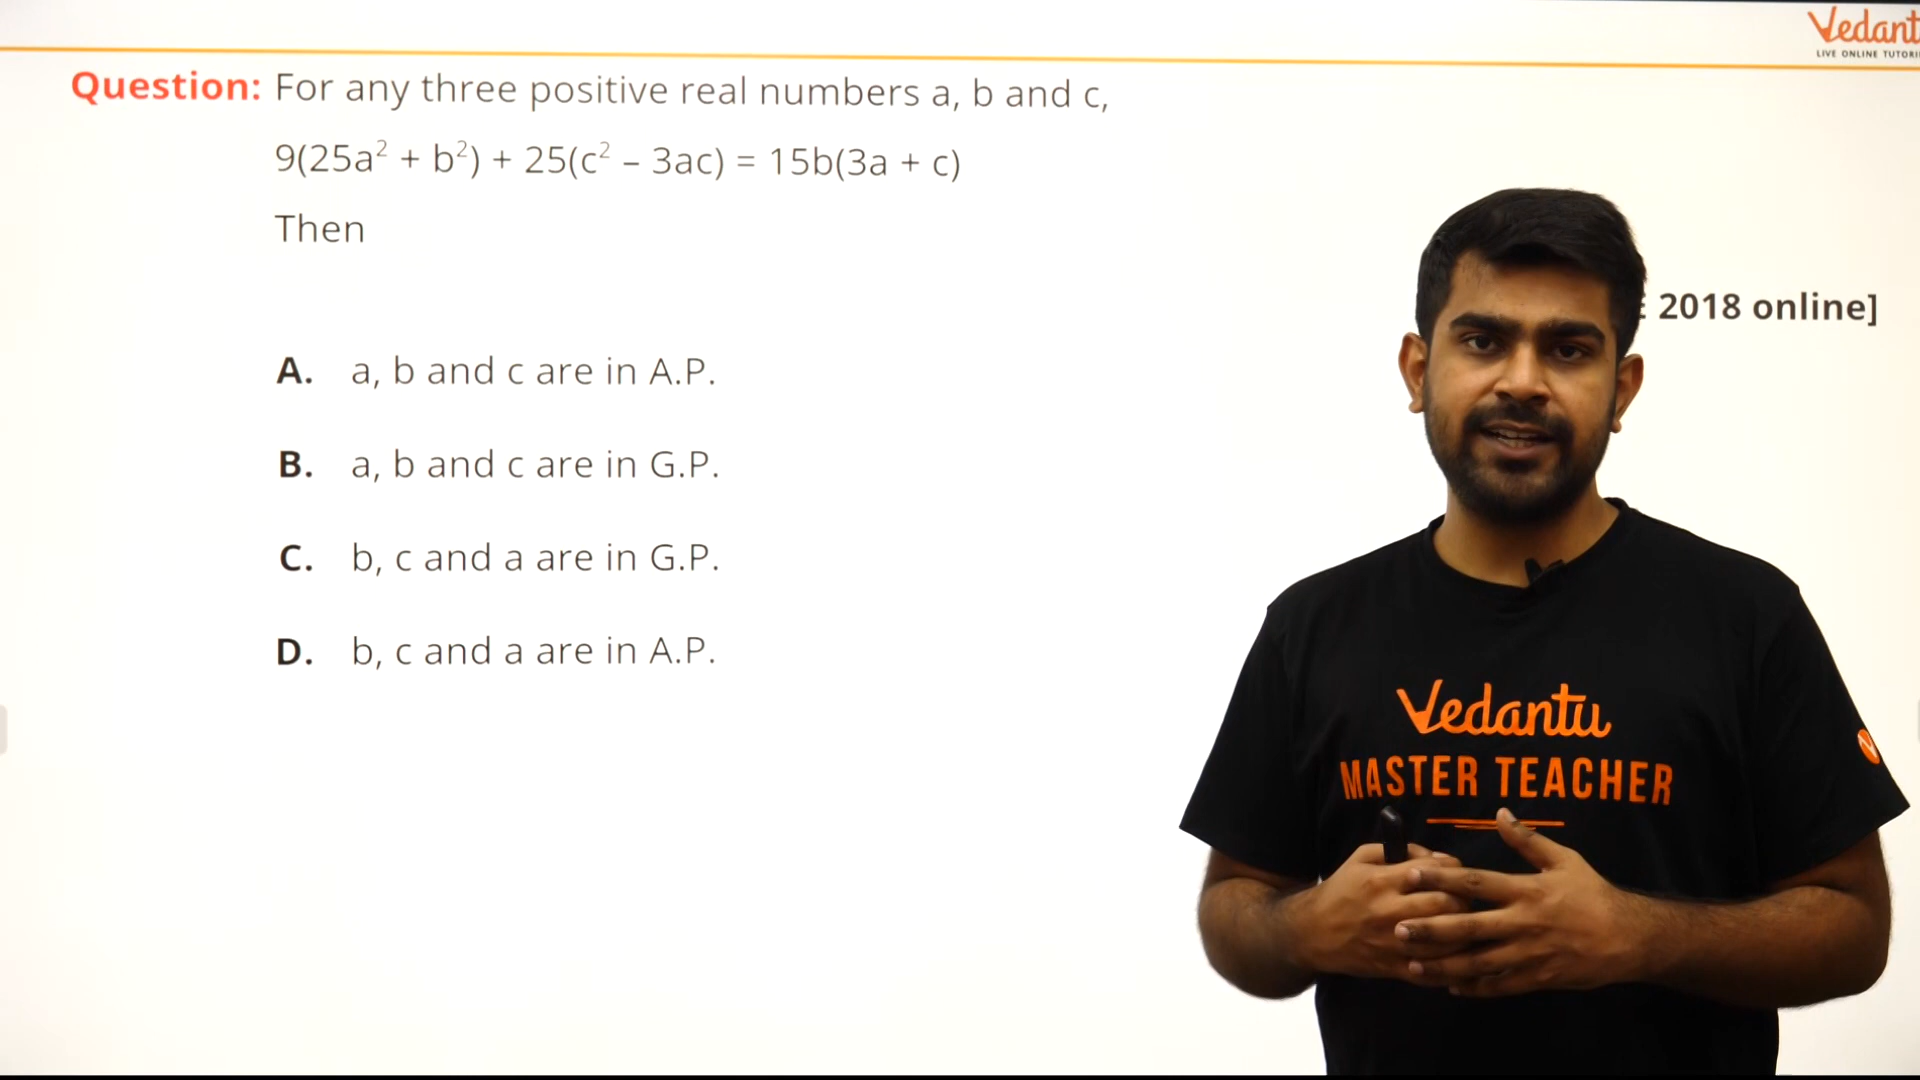 Vedant
LIVE ONLINE TUTORI
Question: For any three positive real numbers a, b and c,
9(25a² + b²) + 25(c² – 3ac) = 15b(3a + c)
Then
2018 online]
A. a, b and c are in A.P.
B. a, b and c are in G.P.
C. b, c and a are in G.P.
D. b, c and a are in A.P.
Vedantu
MASTER TEACHER